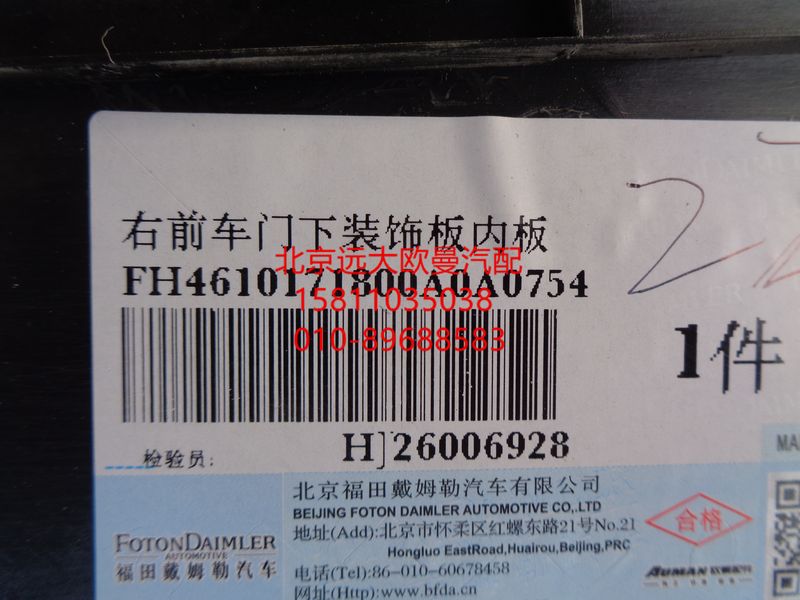 右前车门下装饰板内板
北京远大欧曼汽配
FH4610171800A0A0754
15811035038
010-89688583
1件
HJ26006928
检验员:
北京福田戴姆勒汽车有限公司
BEIJING FOTON DAIMLER AUTOMOTIVE CO.,LTD
地址(Add):北京市怀柔区红螺东路21号No.21
Hongluo EastRoad,Huairou,Beijing,PRC
合格
FOTONDAIMLER
AUTOMOTIVE
福田戴姆勒汽车
电话(Tel):86-010-60678458
网址(Http):www.bfda.cn/
AUMAN 欧曼
MA